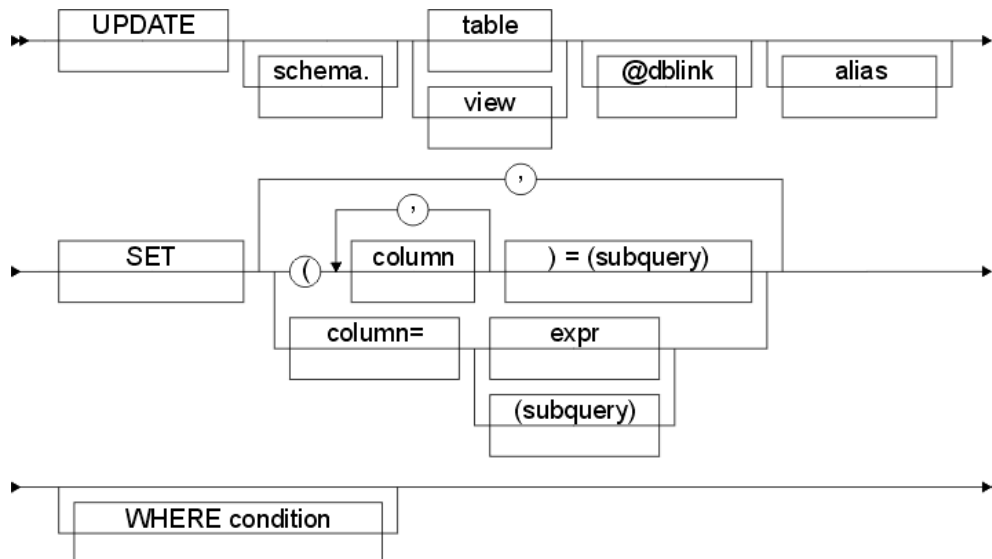 UPDATE table
schema. @dblink alias
view
,
,
SET ( column ) = (subquery)
column= expr
(subquery)
WHERE condition